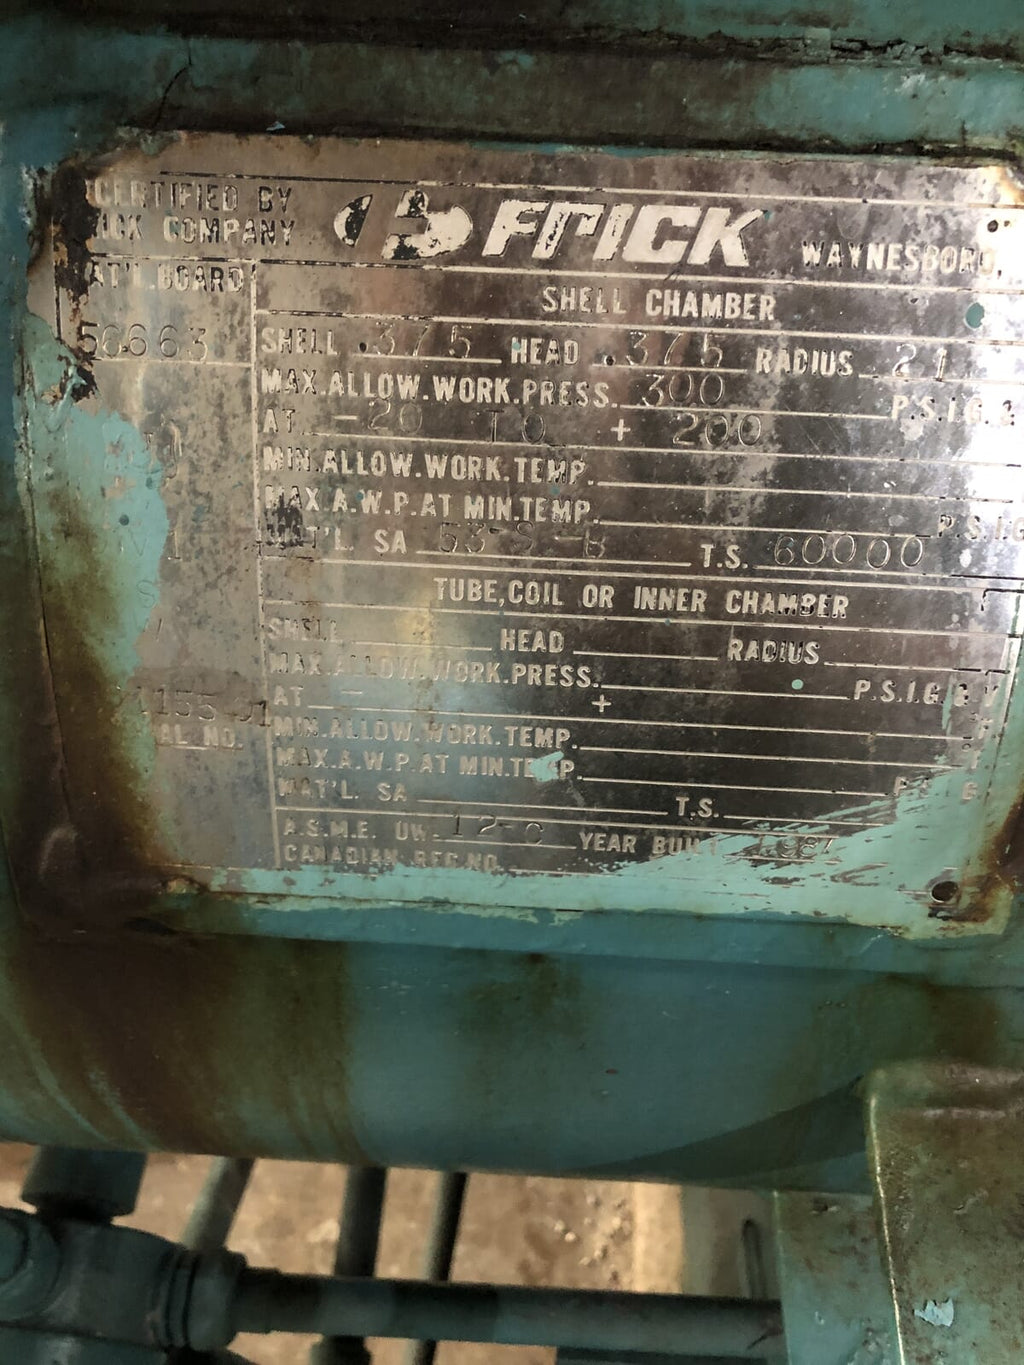 CERTIFIED BY
COMPANY
FRICK
WAYNESBORO,
AT'L. BOARD
SHELL CHAMBER
56663
SHELL .375 HEAD .375 RADIUS 21
MAX.ALLOW.WORK.PRESS. 300 P.S.I.G.
AT -20 TO + 200
MIN.ALLOW.WORK.TEMP.
MAX.A.W.P.AT MIN.TEMP. P.S.I.G
MAT'L. SA 53-S-B T.S. 60000
TUBE, COIL OR INNER CHAMBER
SHELL HEAD RADIUS
MAX.ALLOW.WORK.PRESS. P.S.I.G
AT - +
MIN.ALLOW.WORK.TEMP.
AL NO.
MAX.A.W.P.AT MIN.TEMP.
MAT'L. SA T.S.
A.S.M.E. UW. 12-C YEAR BUILT
CANADIAN REG.NO.